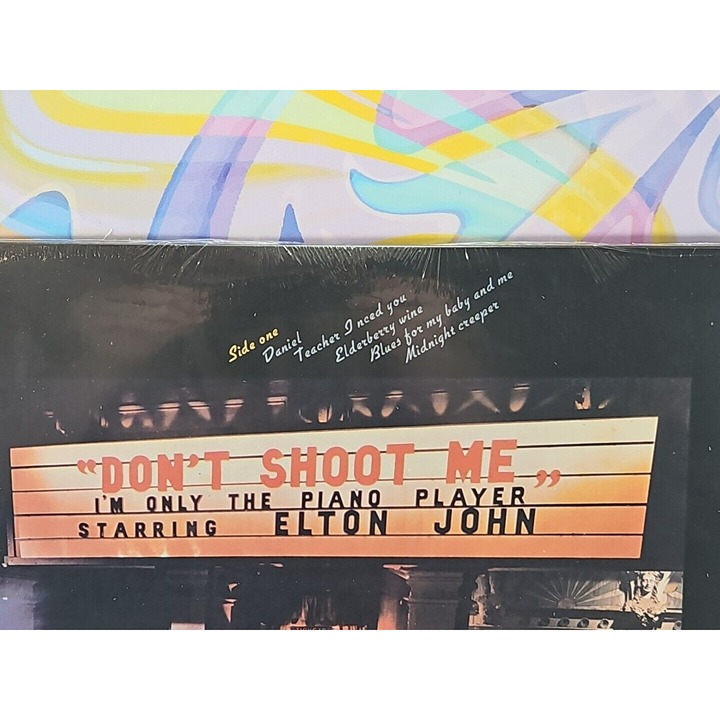 Side one
Daniel
Teacher I need you
Elderberry wine
Blues for my baby and me
Midnight creeper
"DON'T SHOOT ME"
I'M ONLY THE PIANO PLAYER
STARRING ELTON JOHN